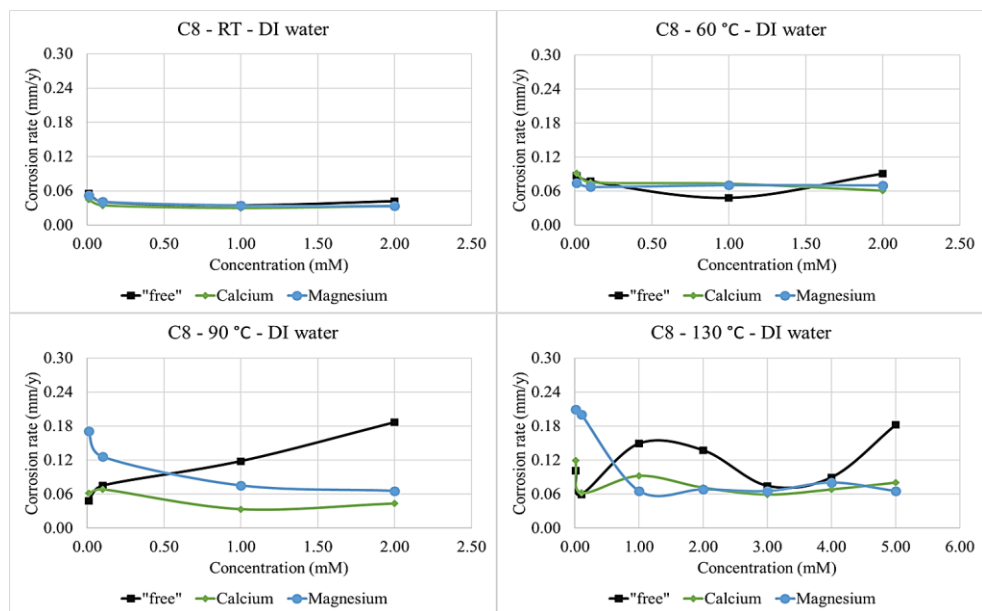 C8 - RT - DI water
Corrosion rate (mm/y)
0.30
0.24
0.18
0.12
0.06
0.00
0.00 0.50 1.00 1.50 2.00 2.50
Concentration (mM)
"free" Calcium Magnesium
C8 - 60 °C - DI water
Corrosion rate (mm/y)
0.30
0.24
0.18
0.12
0.06
0.00
0.00 0.50 1.00 1.50 2.00 2.50
Concentration (mM)
"free" Calcium Magnesium
C8 - 90 °C - DI water
Corrosion rate (mm/y)
0.30
0.24
0.18
0.12
0.06
0.00
0.00 0.50 1.00 1.50 2.00 2.50
Concentration (mM)
"free" Calcium Magnesium
C8 - 130 °C - DI water
Corrosion rate (mm/y)
0.30
0.24
0.18
0.12
0.06
0.00
0.00 1.00 2.00 3.00 4.00 5.00 6.00
Concentration (mM)
"free" Calcium Magnesium